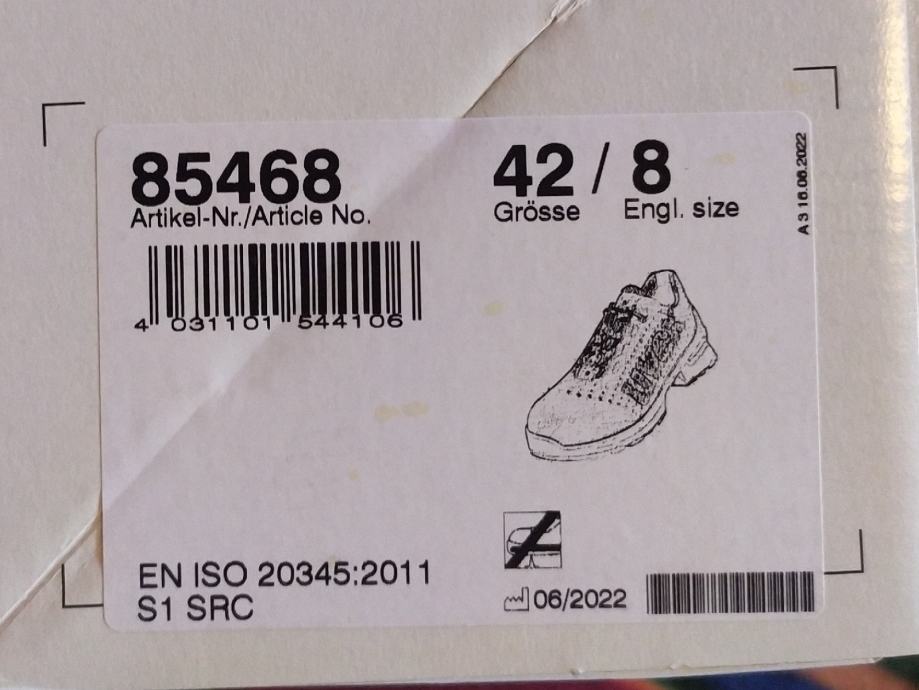 85468
Artikel-Nr./Article No.
4 031101 544106
42 / 8
Grösse Engl. size
A 3 16.06.2022
EN ISO 20345:2011
S1 SRC
06/2022